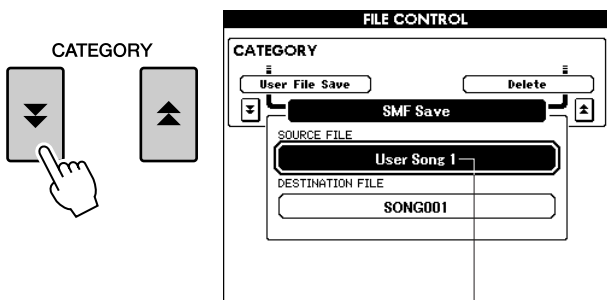 CATEGORY
FILE CONTROL
CATEGORY
User File Save
Delete
SMF Save
SOURCE FILE
User Song 1
DESTINATION FILE
SONG001